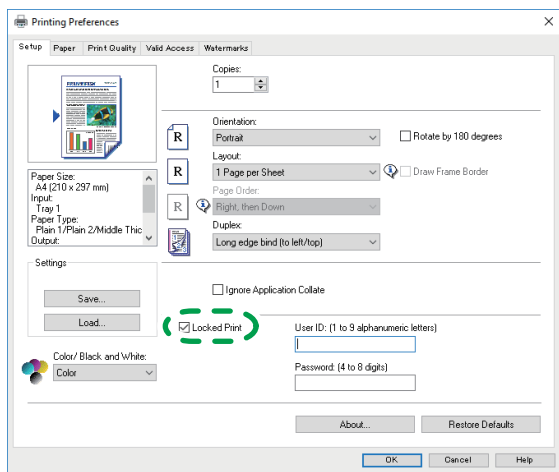 Printing Preferences
Setup Paper Print Quality Valid Access Watermarks
Copies:
1
Orientation:
R Portrait Rotate by 180 degrees
Layout:
R 1 Page per Sheet Draw Frame Border
Page Order:
R Right, then Down
Duplex:
Long edge bind (to left/top)
Paper Size:
A4 (210 x 297 mm)
Input:
Tray 1
Paper Type:
Plain 1/Plain 2/Middle Thic
Output:
Settings
Save...
Load...
Ignore Application Collate
Locked Print
User ID: (1 to 9 alphanumeric letters)
Password: (4 to 8 digits)
Color/ Black and White:
Color
About... Restore Defaults
OK Cancel Help